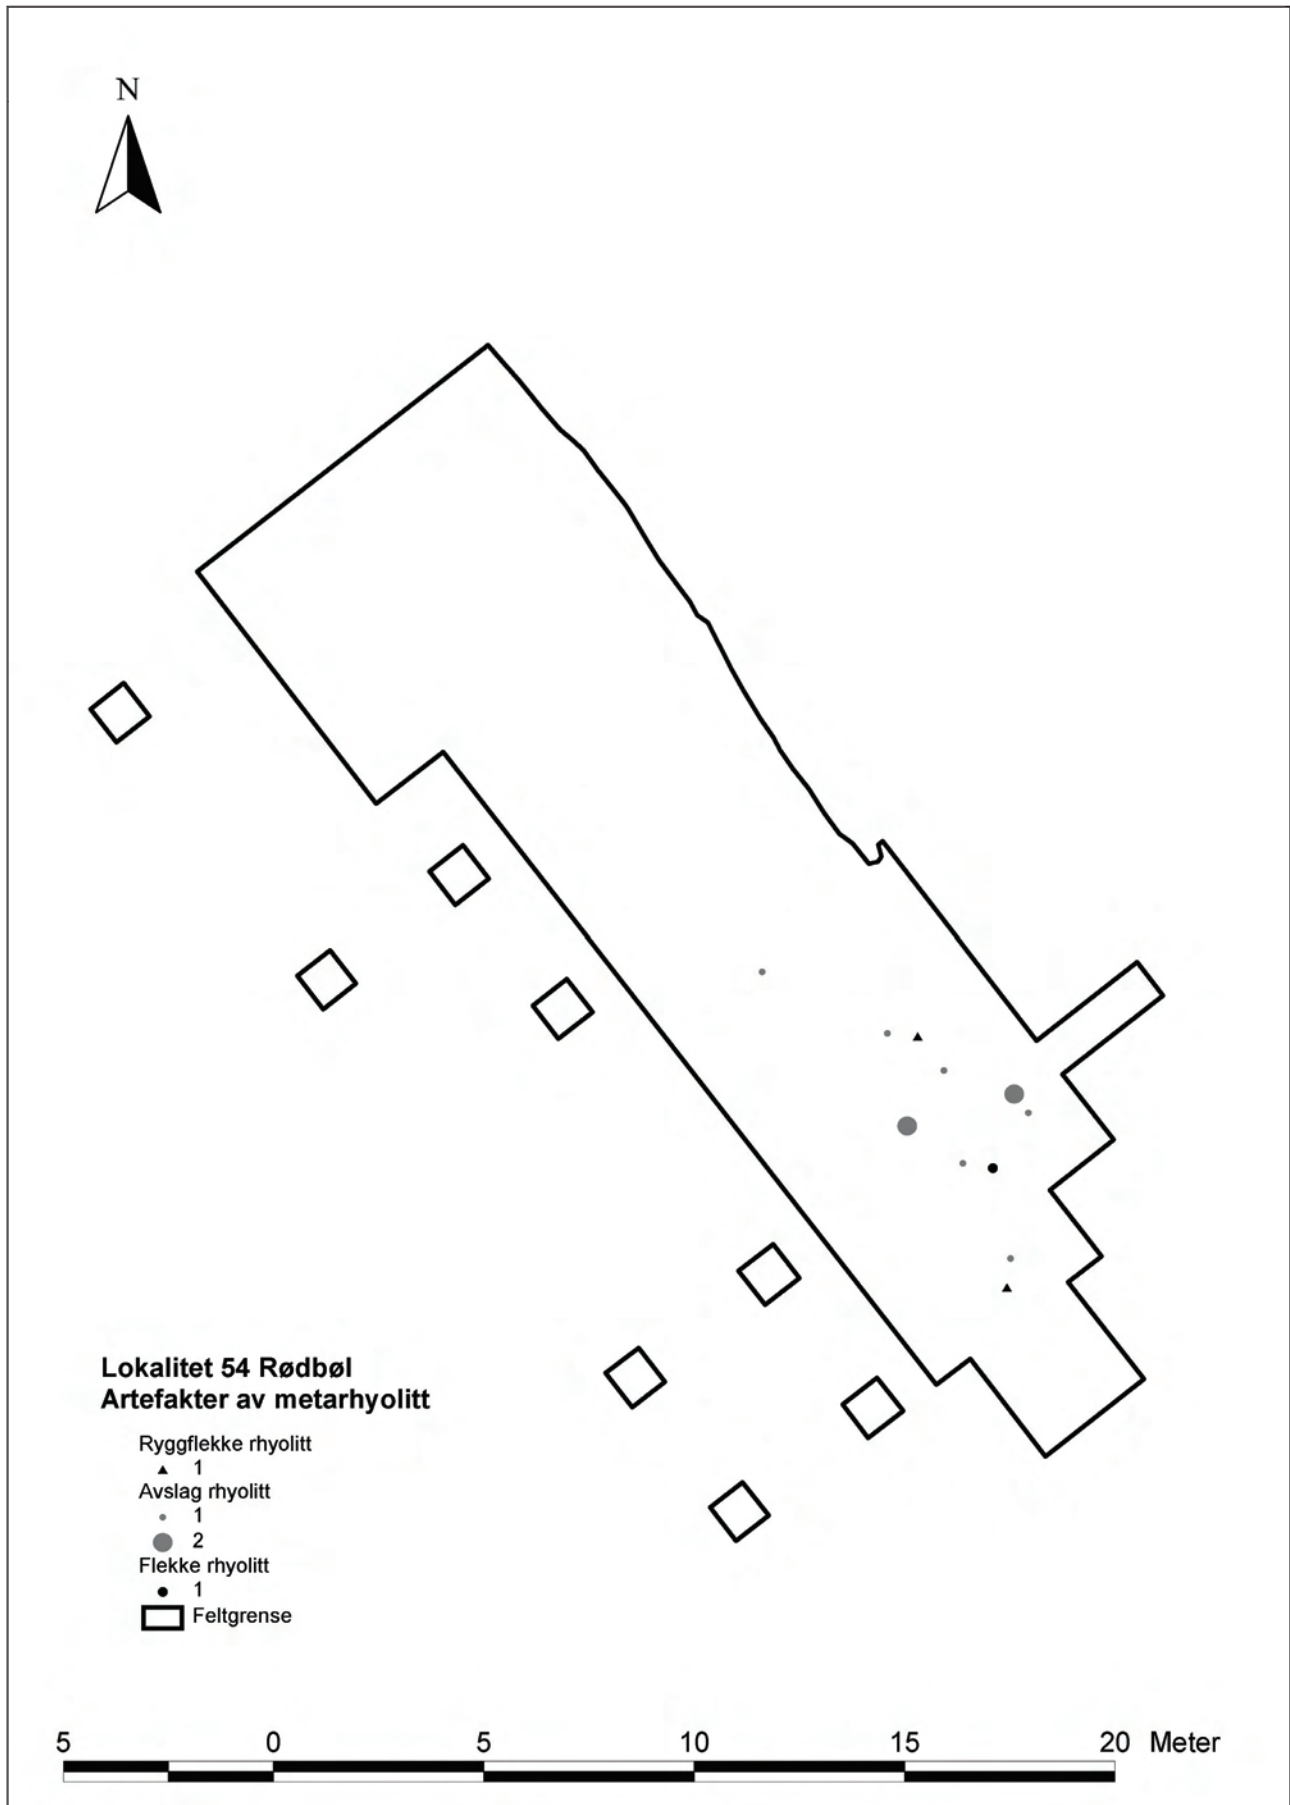 N
Lokalitet 54 Rødbøl
Artefakter av metarhyolitt
Ryggflekke rhyolitt
1
Avslag rhyolitt
1
2
Flekke rhyolitt
1
Feltgrense
5 0 5 10 15 20 Meter